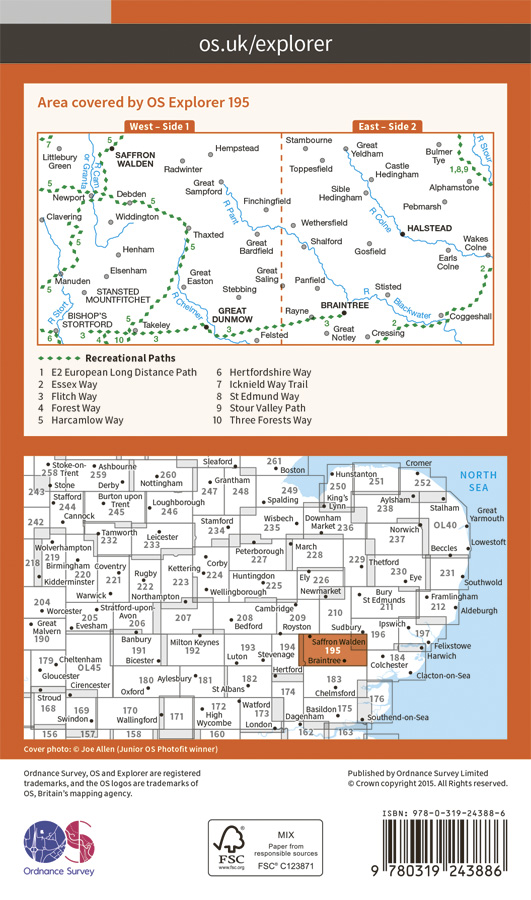 os.uk/explorer
Area covered by OS Explorer 195
West – Side 1
East – Side 2
7
Littlebury
Green
R Cam
or Granta
5
SAFFRON
WALDEN
Hempstead
Radwinter
Great
Sampford
Stambourne
Toppesfield
Great
Yeldham
Castle
Hedingham
Sible
Hedingham
Bulmer
Tye
1,8,9
R Stour
Alphamstone
Pebmarsh
5
Newport
Debden
5
Finchingfield
R Pant
R Colne
Clavering
Widdington
Thaxted
Wethersfield
HALSTEAD
5
Great
Bardfield
Shalford
Gosfield
Wakes
Colne
Earls
Colne
Henham
Elsenham
Great
Easton
Great
Saling
Panfield
2
Manuden
5
STANSTED
MOUNTFITCHET
5
Stebbing
R
Stisted
Blackwater
R Stort
BISHOP'S
STORTFORD
R Chelmer
GREAT
DUNMOW
Rayne
BRAINTREE
Coggeshall
6
3
4
10
3
Takeley
3
Felsted
3
Great
Notley
Cressing
2
Recreational Paths
1 E2 European Long Distance Path
2 Essex Way
3 Flitch Way
4 Forest Way
5 Harcamlow Way
6 Hertfordshire Way
7 Icknield Way Trail
8 St Edmund Way
9 Stour Valley Path
10 Three Forests Way
Stoke-on-
Trent
258
Ashbourne
259
Derby
260
Nottingham
Sleaford
261
Boston
Hunstanton
250
251
Cromer
252
NORTH
SEA
243
Stone
Stafford
244
Cannock
Burton upon
Trent
245
Loughborough
246
Grantham
247
248
249
Spalding
King's
Lynn
Aylsham
238
Stalham
Great
Yarmouth
242
Tamworth
232
Leicester
233
Stamford
234
Wisbech
235
Downham
Market
236
Norwich
237
OL40
Lowestoft
Beccles
218
Wolverhampton
219
Birmingham
220
Kidderminster
Coventry
221
Rugby
222
Kettering
223
Corby
224
Peterborough
227
March
228
229
Thetford
230
Eye
231
Southwold
Warwick
Northampton
Wellingborough
Huntingdon
225
Ely
226
Newmarket
Bury
St Edmunds
211
Framlingham
212
Aldeburgh
204
Worcester
205
Evesham
Stratford-upon-
Avon
206
207
Bedford
208
Cambridge
209
Royston
210
Sudbury
196
Ipswich
197
Great
Malvern
190
Banbury
191
Bicester
Milton Keynes
192
193
Luton
194
Stevenage
Saffron Walden
195
Braintree
184
Colchester
Felixstowe
Harwich
179
Cheltenham
OL45
Gloucester
Cirencester
180
Oxford
Aylesbury
181
182
St Albans
Hertford
174
183
Chelmsford
176
Clacton-on-Sea
Stroud
168
169
Swindon
170
Wallingford
171
172
High
Wycombe
Watford
173
London
Basildon
175
Dagenham
Southend-on-Sea
156
157
158
160
162
163
Cover photo: © Joe Allen (Junior OS Photofit winner)
Ordnance Survey, OS and Explorer are registered
trademarks, and the OS logos are trademarks of
OS, Britain's mapping agency.
Published by Ordnance Survey Limited
© Crown copyright 2015. All Rights reserved.
OS
Ordnance Survey
FSC
www.fsc.org
MIX
Paper from
responsible sources
FSC® C123871
ISBN: 978-0-319-24388-6
9 780319 243886